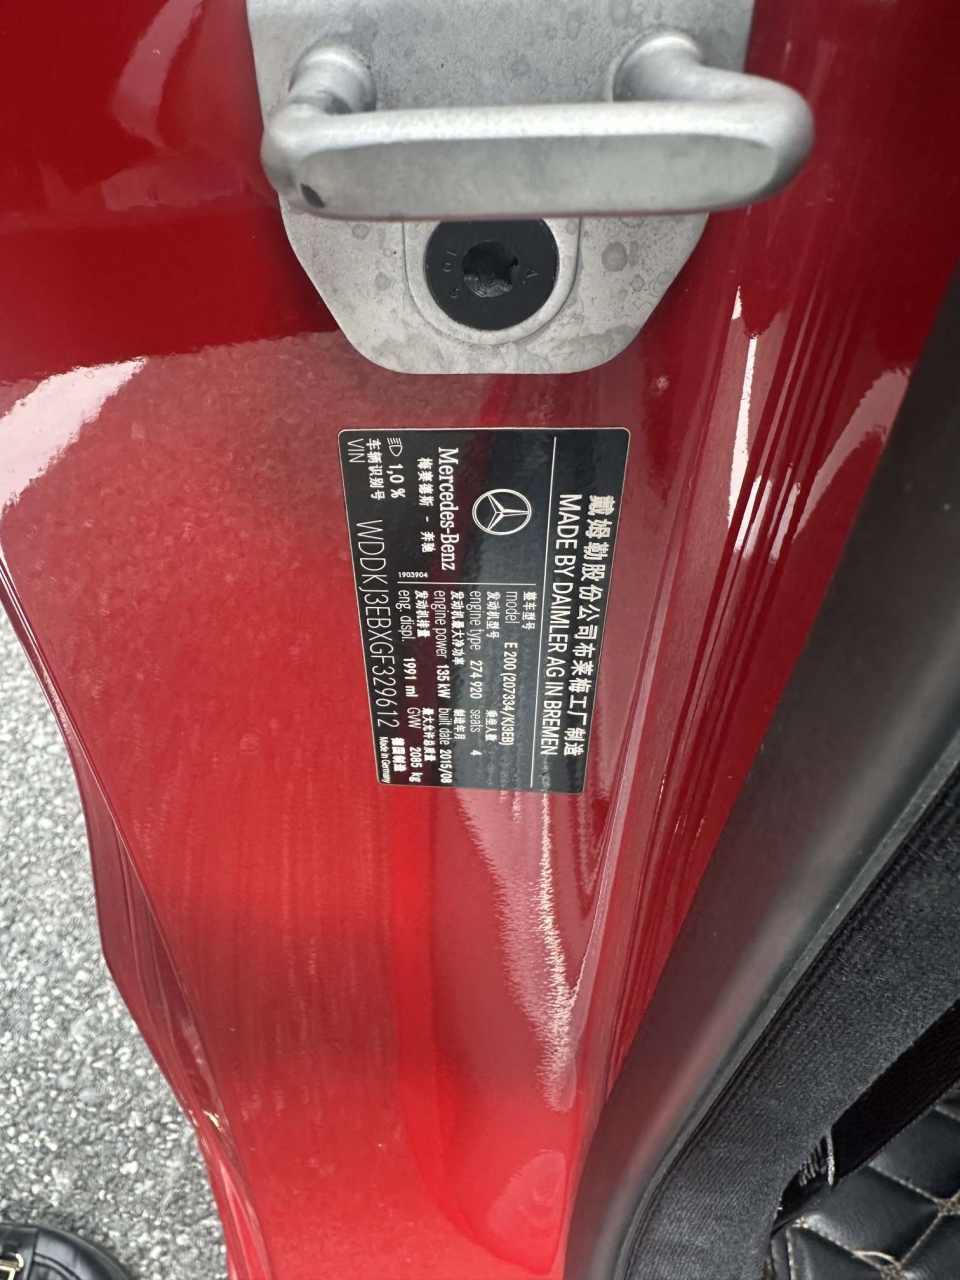 戴姆勒股份公司布莱梅工厂制造
MADE BY DAIMLER AG IN BREMEN
Mercedes-Benz
梅赛德斯 - 奔驰
整车型号
model E 200 (207334/KJ3EB)
发动机型号 乘坐人数
engine type 274 920 seats 4
发动机最大净功率 制造年月
engine power 135 kW built date 2015/08
发动机排量 最大允许总质量
eng. displ. 1991 ml GVW 2085 kg
1903904
1,0 %
车辆识别号 德国制造
VIN WDDKJ3EBXGF329612 Made in Germany